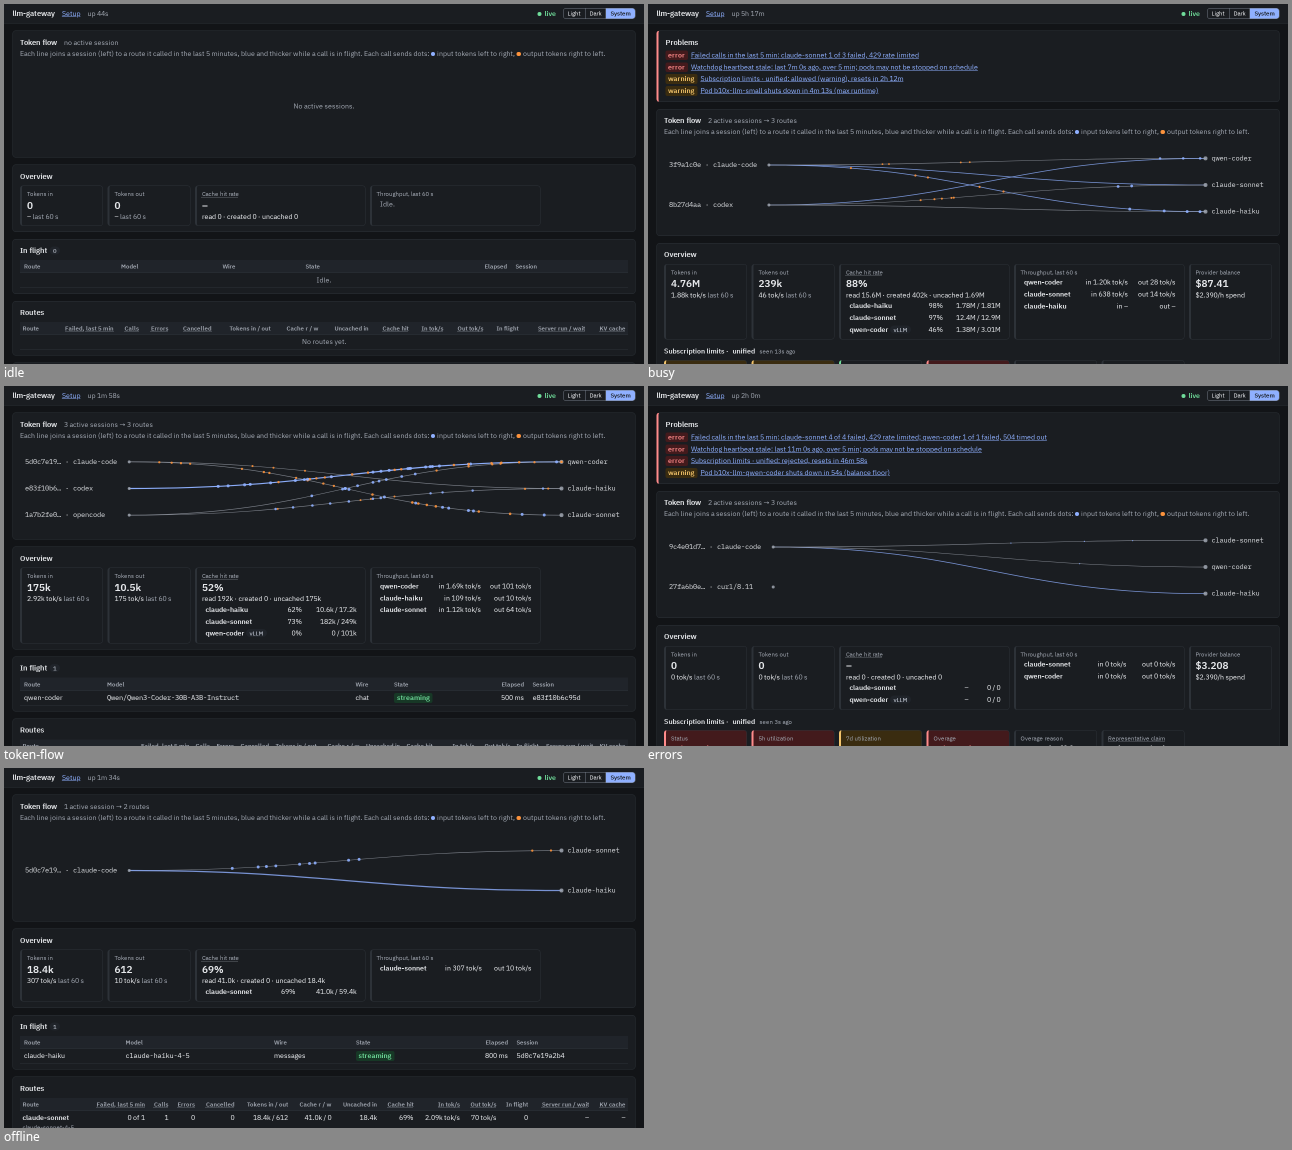 llm-gateway Setup up 44s live Light Dark System
Token flow no active session
Each line joins a session (left) to a route it called in the last 5 minutes, blue and thicker while a call is in flight. Each call sends dots: input tokens left to right, output tokens right to left.
No active sessions.
Overview
Tokens in Tokens out Cache hit rate Throughput, last 60 s
0 0 – Idle.
– last 60 s – last 60 s read 0 · created 0 · uncached 0
In flight 0
Route Model Wire State Elapsed Session
Idle.
Routes
Route Failed, last 5 min Calls Errors Cancelled Tokens in / out Cache r / w Uncached in Cache hit In tok/s Out tok/s In flight Server run / wait KV cache
No routes yet.
idle
llm-gateway Setup up 5h 17m live Light Dark System
Problems
error Failed calls in the last 5 min: claude-sonnet 1 of 3 failed, 429 rate limited
error Watchdog heartbeat stale: last 7m 0s ago, over 5 min; pods may not be stopped on schedule
warning Subscription limits · unified: allowed (warning), resets in 2h 12m
warning Pod b10x-llm-small shuts down in 4m 13s (max runtime)
Token flow 2 active sessions → 3 routes
Each line joins a session (left) to a route it called in the last 5 minutes, blue and thicker while a call is in flight. Each call sends dots: input tokens left to right, output tokens right to left.
3f9a1c0e · claude-code
8b27d4aa · codex
qwen-coder
claude-sonnet
claude-haiku
Overview
Tokens in Tokens out Cache hit rate Throughput, last 60 s Provider balance
4.76M 239k 88% $87.41
1.88k tok/s last 60 s 46 tok/s last 60 s read 15.6M · created 402k · uncached 1.69M $2.390/h spend
claude-haiku 98% 1.78M / 1.81M
claude-sonnet 97% 12.4M / 12.9M
qwen-coder vLLM 46% 1.38M / 3.01M
qwen-coder in 1.20k tok/s out 28 tok/s
claude-sonnet in 638 tok/s out 14 tok/s
claude-haiku in – out –
Subscription limits · unified seen 13s ago
busy
llm-gateway Setup up 1m 58s live Light Dark System
Token flow 3 active sessions → 3 routes
Each line joins a session (left) to a route it called in the last 5 minutes, blue and thicker while a call is in flight. Each call sends dots: input tokens left to right, output tokens right to left.
5d0c7e19… · claude-code
e83f10b6… · codex
1a7b2fe0… · opencode
qwen-coder
claude-haiku
claude-sonnet
Overview
Tokens in Tokens out Cache hit rate Throughput, last 60 s
175k 10.5k 52%
2.92k tok/s last 60 s 175 tok/s last 60 s read 192k · created 0 · uncached 175k
claude-haiku 62% 10.6k / 17.2k
claude-sonnet 73% 182k / 249k
qwen-coder vLLM 0% 0 / 101k
qwen-coder in 1.69k tok/s out 101 tok/s
claude-haiku in 109 tok/s out 10 tok/s
claude-sonnet in 1.12k tok/s out 64 tok/s
In flight 1
Route Model Wire State Elapsed Session
qwen-coder Qwen/Qwen3-Coder-30B-A3B-Instruct chat streaming 500 ms e83f10b6c95d
Routes
token-flow
llm-gateway Setup up 2h 0m live Light Dark System
Problems
error Failed calls in the last 5 min: claude-sonnet 4 of 4 failed, 429 rate limited; qwen-coder 1 of 1 failed, 504 timed out
error Watchdog heartbeat stale: last 11m 0s ago, over 5 min; pods may not be stopped on schedule
error Subscription limits · unified: rejected, resets in 46m 58s
warning Pod b10x-llm-qwen-coder shuts down in 54s (balance floor)
Token flow 2 active sessions → 3 routes
Each line joins a session (left) to a route it called in the last 5 minutes, blue and thicker while a call is in flight. Each call sends dots: input tokens left to right, output tokens right to left.
9c4e01d7… · claude-code
27fa6b0e… · curl/8.11
claude-sonnet
qwen-coder
claude-haiku
Overview
Tokens in Tokens out Cache hit rate Throughput, last 60 s Provider balance
0 0 – $3.208
0 tok/s last 60 s 0 tok/s last 60 s read 0 · created 0 · uncached 0 $2.390/h spend
claude-sonnet – 0 / 0
qwen-coder vLLM – 0 / 0
claude-sonnet in 0 tok/s out 0 tok/s
qwen-coder in 0 tok/s out 0 tok/s
Subscription limits · unified seen 3s ago
Status 5h utilization 7d utilization Overage Overage reason Representative claim
errors
llm-gateway Setup up 1m 34s live Light Dark System
Token flow 1 active session → 2 routes
Each line joins a session (left) to a route it called in the last 5 minutes, blue and thicker while a call is in flight. Each call sends dots: input tokens left to right, output tokens right to left.
5d0c7e19… · claude-code
claude-sonnet
claude-haiku
Overview
Tokens in Tokens out Cache hit rate Throughput, last 60 s
18.4k 612 69%
307 tok/s last 60 s 10 tok/s last 60 s read 41.0k · created 0 · uncached 18.4k
claude-sonnet 69% 41.0k / 59.4k
claude-sonnet in 307 tok/s out 10 tok/s
In flight 1
Route Model Wire State Elapsed Session
claude-haiku claude-haiku-4-5 messages streaming 800 ms 5d0c7e19a2b4
Routes
Route Failed, last 5 min Calls Errors Cancelled Tokens in / out Cache r / w Uncached in Cache hit In tok/s Out tok/s In flight Server run / wait KV cache
claude-sonnet 0 of 1 1 0 0 18.4k / 612 41.0k / 0 18.4k 69% 2.09k tok/s 70 tok/s 0 – –
offline